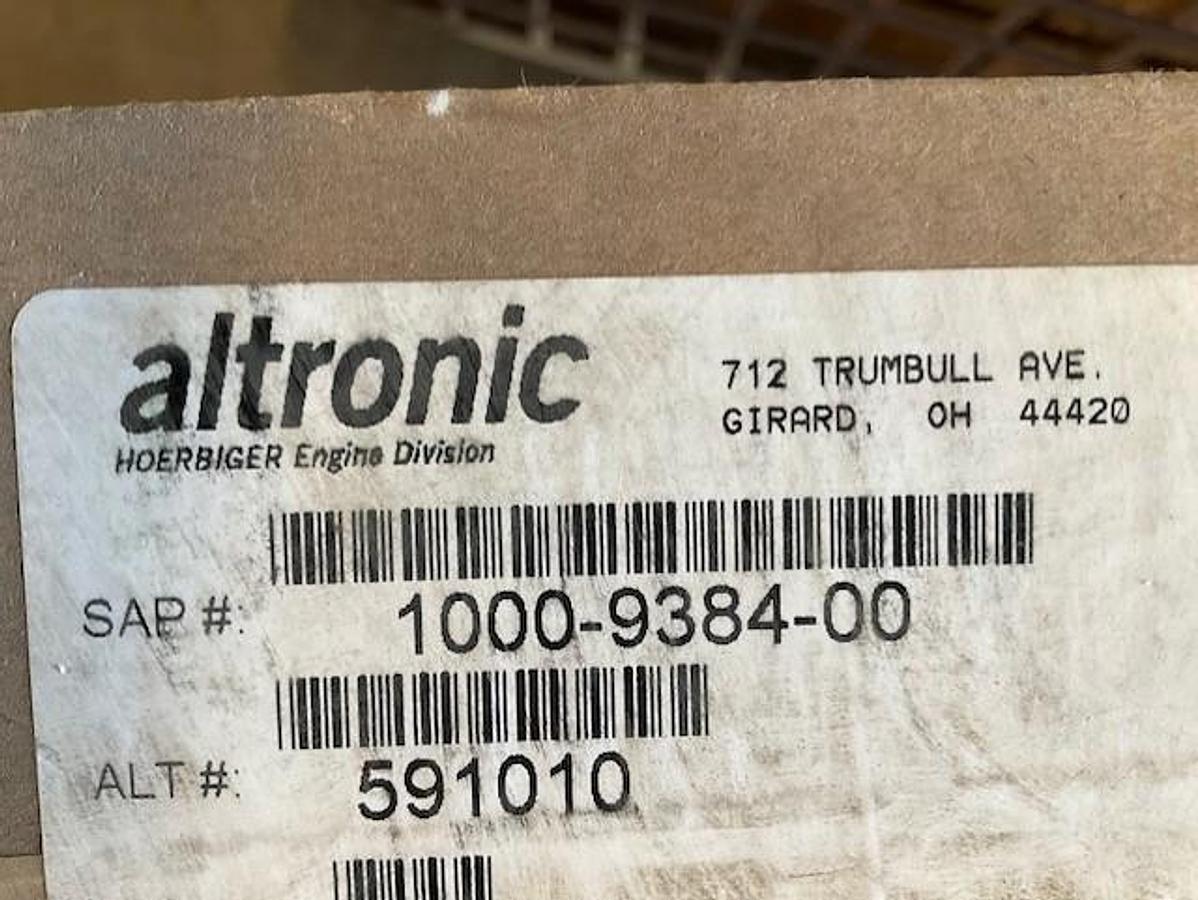 altronic
HOERBIGER Engine Division
712 TRUMBULL AVE.
GIRARD, OH 44420
SAP #: 1000-9384-00
ALT #: 591010